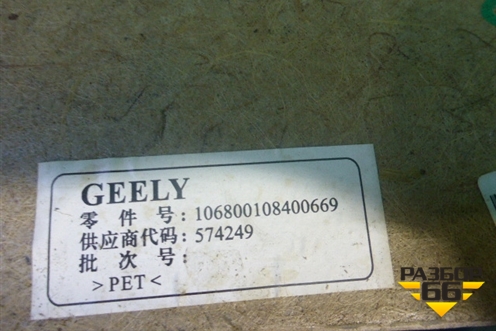 GEELY
零 件 号: 106800108400669
供应商代码: 574249
批 次 号:
>PET<
РАЗБОР
66